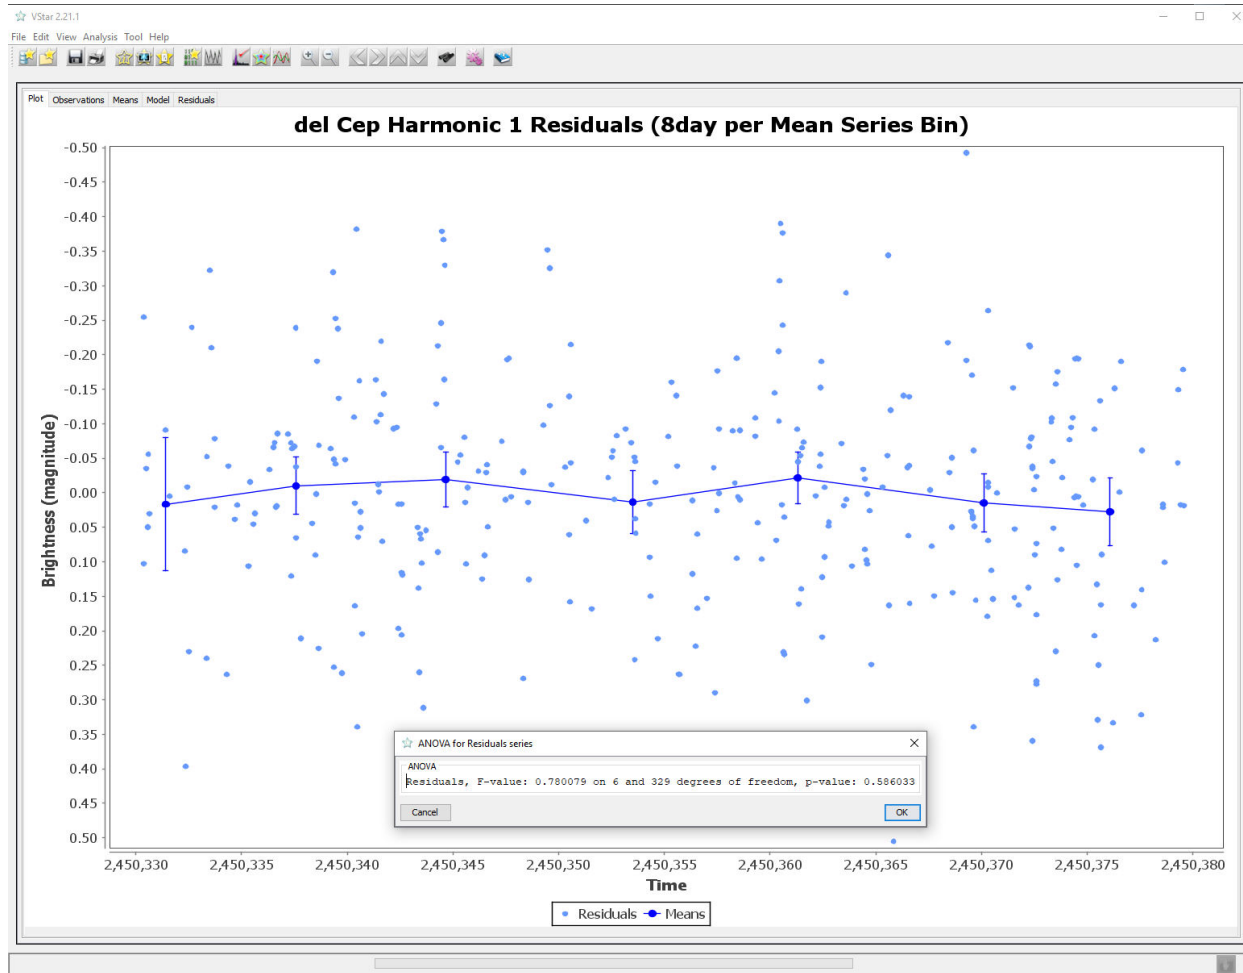 VStar 2.21.1
File Edit View Analysis Tool Help
Plot Observations Means Model Residuals
del Cep Harmonic 1 Residuals (8day per Mean Series Bin)
Brightness (magnitude)
-0.50
-0.45
-0.40
-0.35
-0.30
-0.25
-0.20
-0.15
-0.10
-0.05
0.00
0.05
0.10
0.15
0.20
0.25
0.30
0.35
0.40
0.45
0.50
ANOVA for Residuals series
ANOVA
Residuals, F-value: 0.780079 on 6 and 329 degrees of freedom, p-value: 0.586033
Cancel OK
2,450,330 2,450,335 2,450,340 2,450,345 2,450,350 2,450,355 2,450,360 2,450,365 2,450,370 2,450,375 2,450,380
Time
Residuals Means